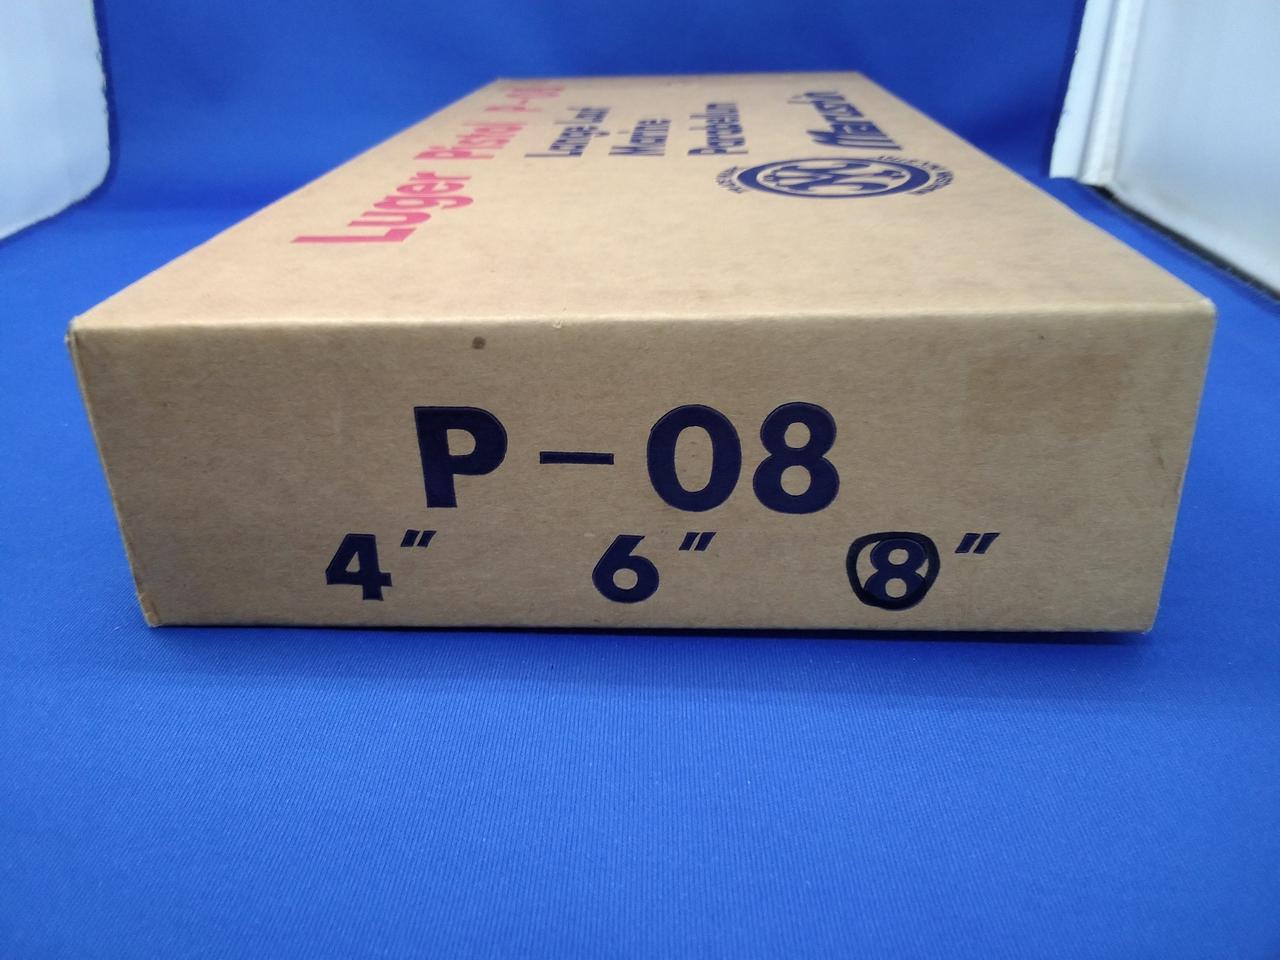 Luger Pistol P-08
Lange Lauf
Marine
Parabellum
Marushin
P-08
4" 6" 8"